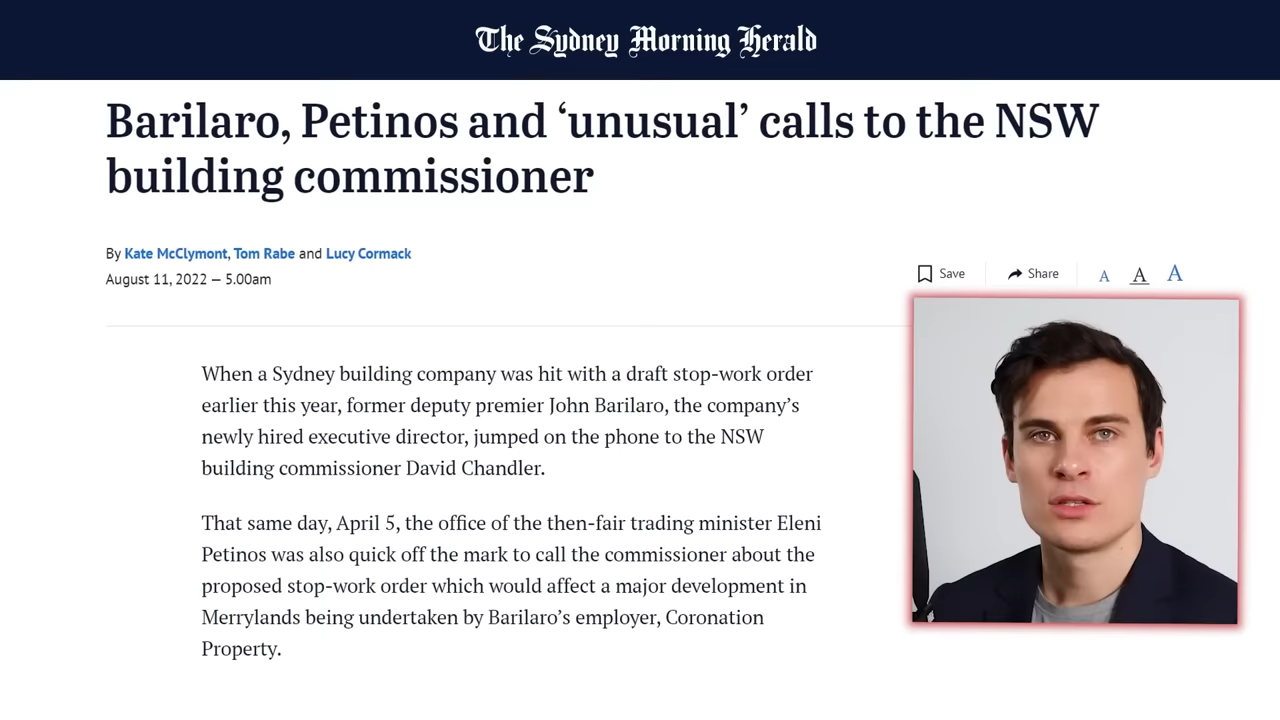 The Sydney Morning Herald
Barilaro, Petinos and ‘unusual’ calls to the NSW
building commissioner
By Kate McClymont, Tom Rabe and Lucy Cormack
August 11, 2022 — 5.00am
Save Share A A A
When a Sydney building company was hit with a draft stop-work order
earlier this year, former deputy premier John Barilaro, the company’s
newly hired executive director, jumped on the phone to the NSW
building commissioner David Chandler.
That same day, April 5, the office of the then-fair trading minister Eleni
Petinos was also quick off the mark to call the commissioner about the
proposed stop-work order which would affect a major development in
Merrylands being undertaken by Barilaro’s employer, Coronation
Property.